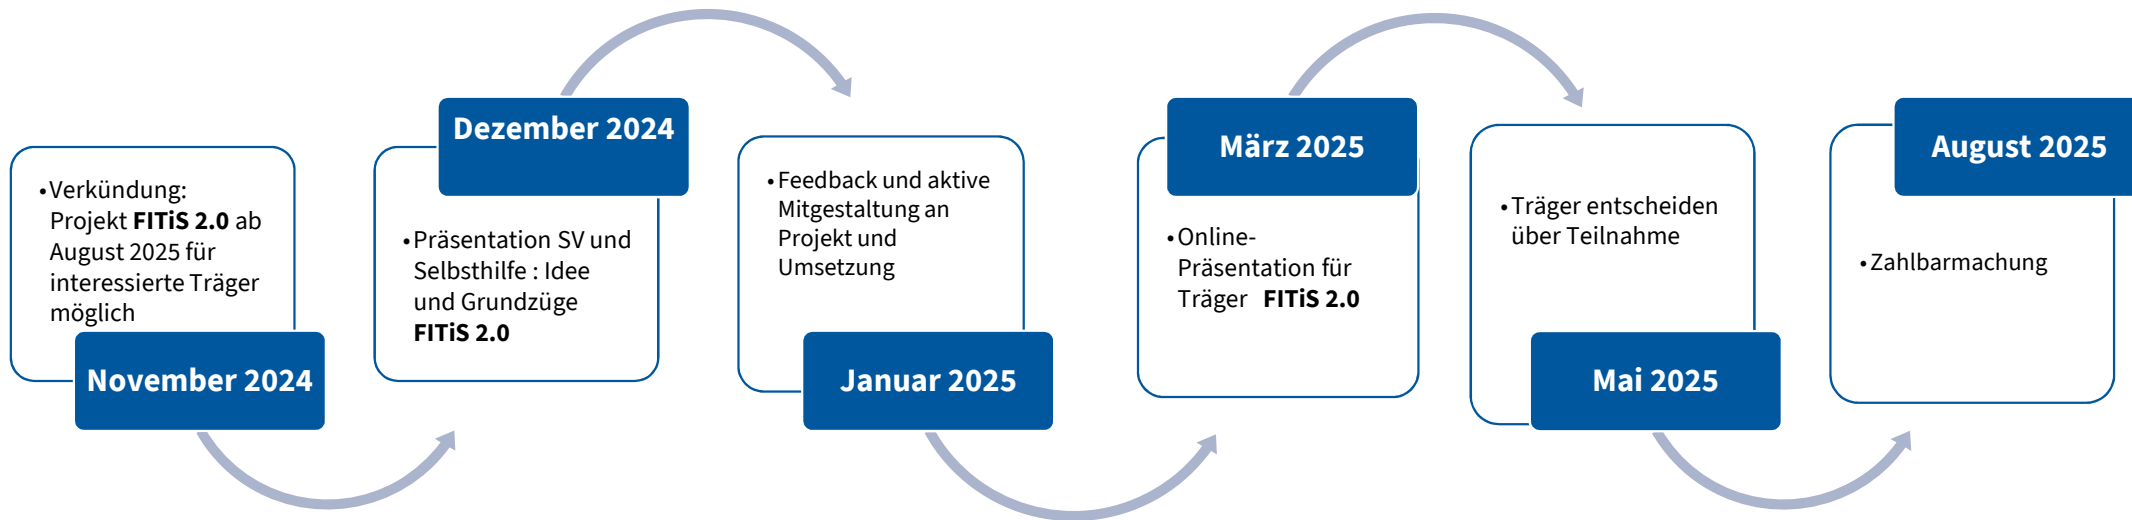 •Verkündung:
Projekt FITiS 2.0 ab
August 2025 für
interessierte Träger
möglich
November 2024
Dezember 2024
•Präsentation SV und
Selbsthilfe : Idee
und Grundzüge
FITiS 2.0
•Feedback und aktive
Mitgestaltung an
Projekt und
Umsetzung
Januar 2025
März 2025
•Online-
Präsentation für
Träger FITiS 2.0
•Träger entscheiden
über Teilnahme
Mai 2025
August 2025
•Zahlbarmachung